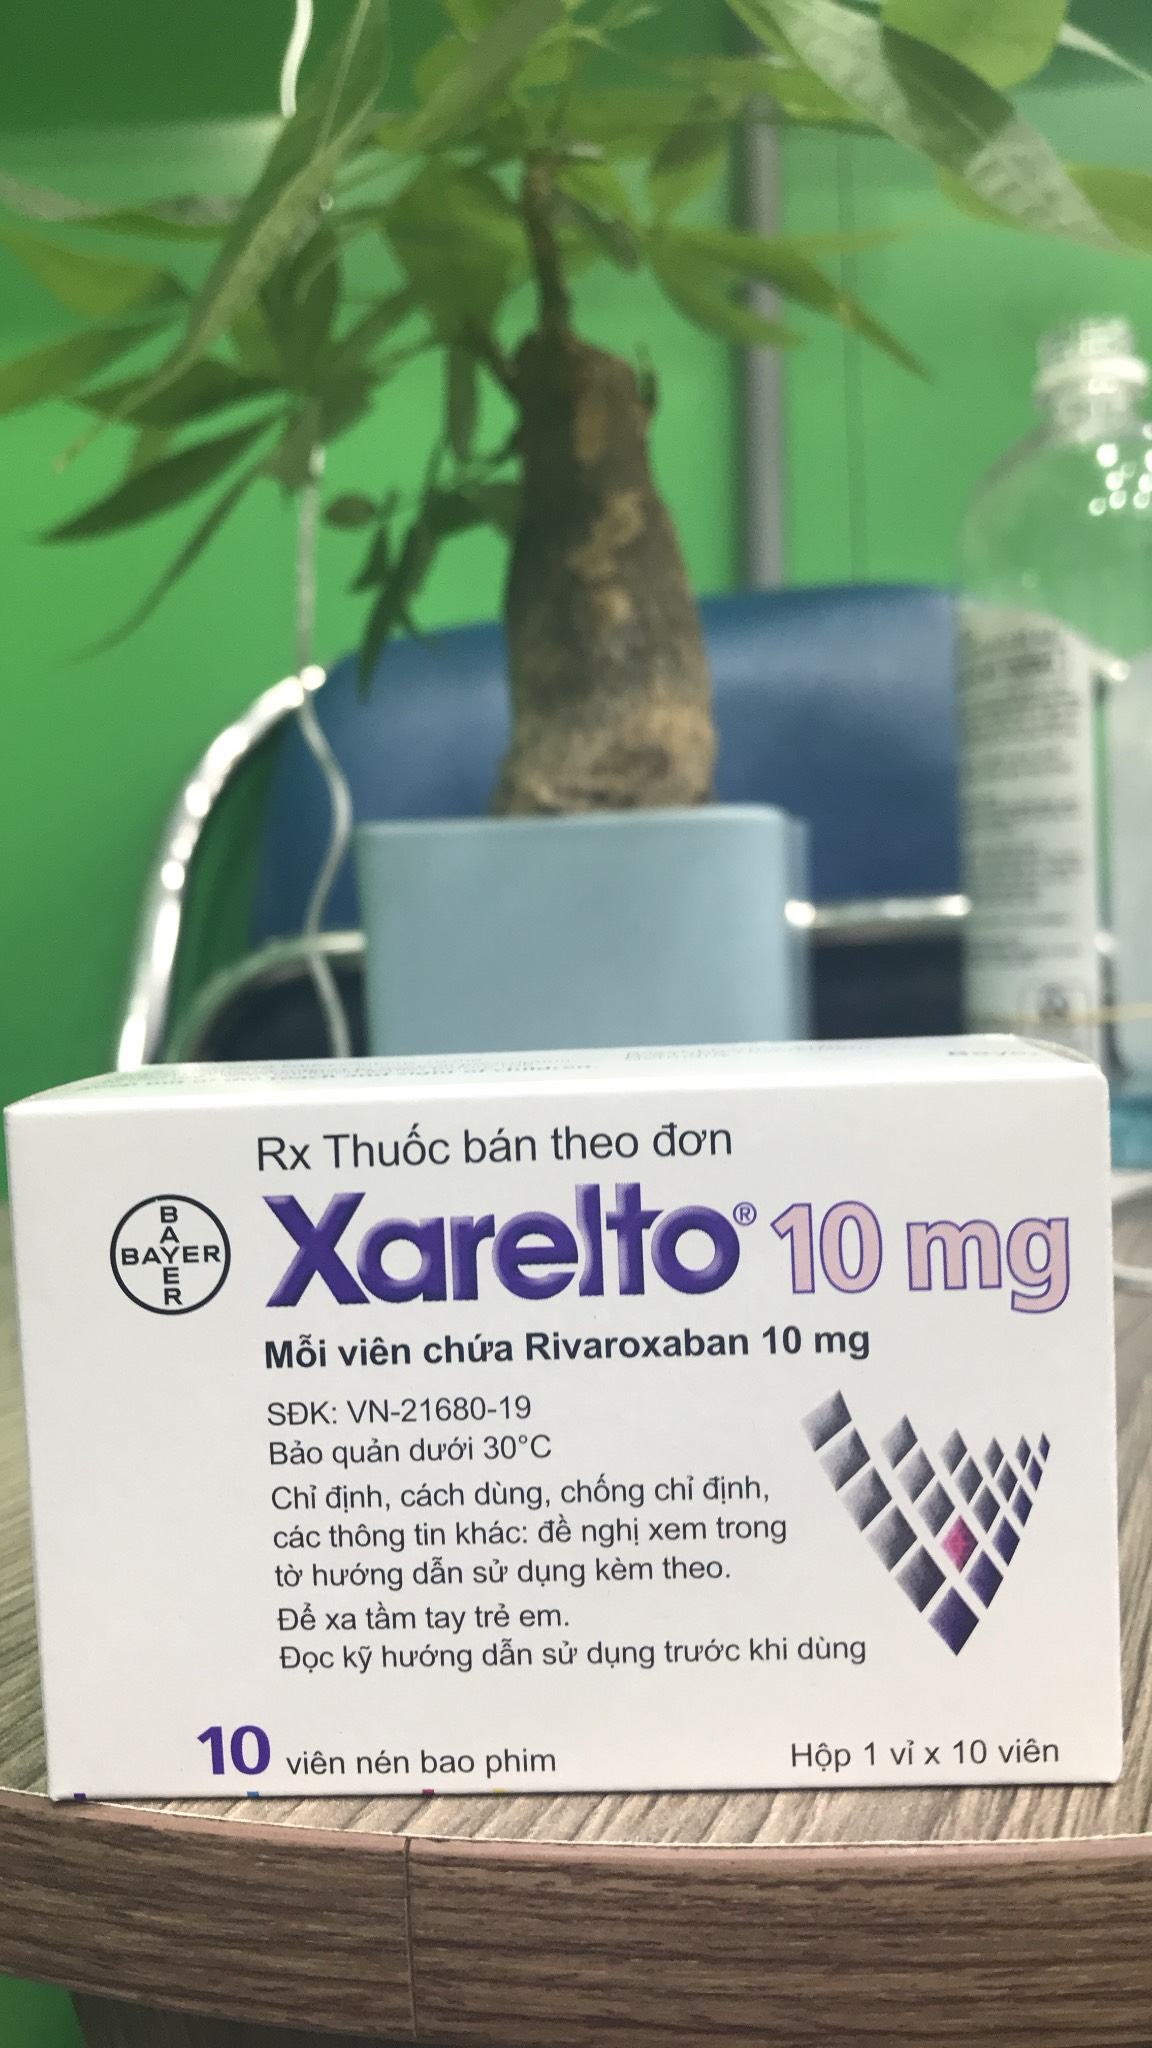 Rx Thuốc bán theo đơn
BAYER
BAYER
Xarelto® 10 mg
Mỗi viên chứa Rivaroxaban 10 mg
SĐK: VN-21680-19
Bảo quản dưới 30°C
Chỉ định, cách dùng, chống chỉ định,
các thông tin khác: đề nghị xem trong
tờ hướng dẫn sử dụng kèm theo.
Để xa tầm tay trẻ em.
Đọc kỹ hướng dẫn sử dụng trước khi dùng
10 viên nén bao phim
Hộp 1 vỉ x 10 viên